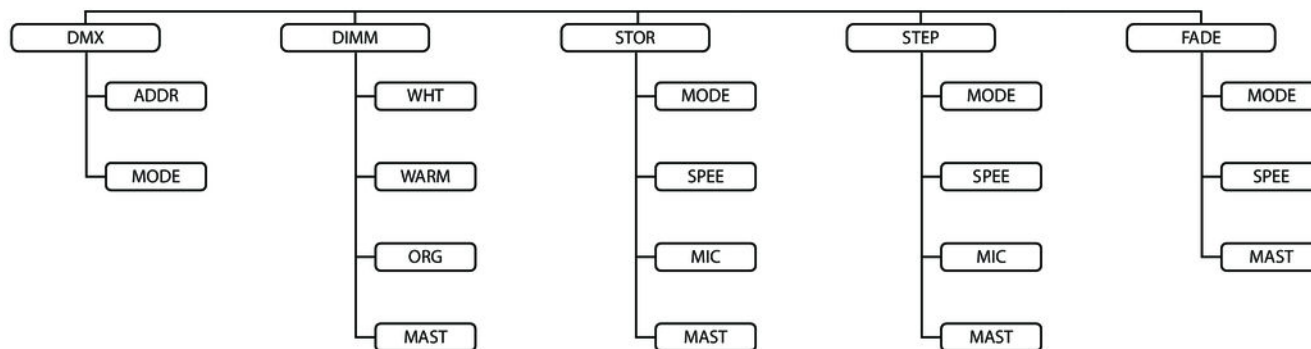 DMX
DIMM
STOR
STEP
FADE
ADDR
WHT
MODE
MODE
MODE
MODE
WARM
SPEE
SPEE
SPEE
ORG
MIC
MIC
MAST
MAST
MAST
MAST